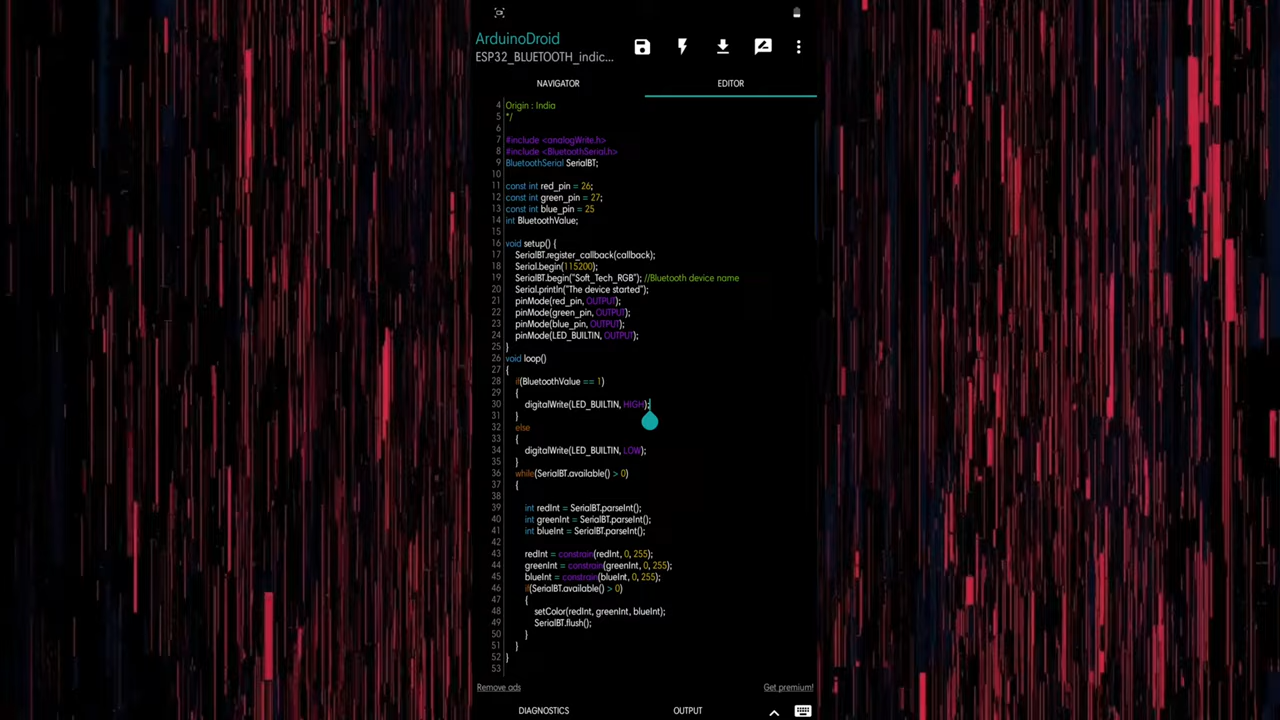 ArduinoDroid
ESP32_BLUETOOTH_indic...
NAVIGATOR EDITOR
4 Origin : India
5 */
6
7 #include <analogWrite.h>
8 #include <BluetoothSerial.h>
9 BluetoothSerial SerialBT;
10
11 const int red_pin = 26;
12 const int green_pin = 27;
13 const int blue_pin = 25
14 int BluetoothValue;
15
16 void setup() {
17 SerialBT.register_callback(callback);
18 Serial.begin(115200);
19 SerialBT.begin("Soft_Tech_RGB"); //Bluetooth device name
20 Serial.println("The device started");
21 pinMode(red_pin, OUTPUT);
22 pinMode(green_pin, OUTPUT);
23 pinMode(blue_pin, OUTPUT);
24 pinMode(LED_BUILTIN, OUTPUT);
25 }
26 void loop()
27 {
28 if(BluetoothValue == 1)
29 {
30 digitalWrite(LED_BUILTIN, HIGH);
31 }
32 else
33 {
34 digitalWrite(LED_BUILTIN, LOW);
35 }
36 while(SerialBT.available() > 0)
37 {
38
39 int redInt = SerialBT.parseInt();
40 int greenInt = SerialBT.parseInt();
41 int blueInt = SerialBT.parseInt();
42
43 redInt = constrain(redInt, 0, 255);
44 greenInt = constrain(greenInt, 0, 255);
45 blueInt = constrain(blueInt, 0, 255);
46 if(SerialBT.available() > 0)
47 {
48 setColor(redInt, greenInt, blueInt);
49 SerialBT.flush();
50 }
51 }
52 }
53
Remove ads Get premium!
DIAGNOSTICS OUTPUT